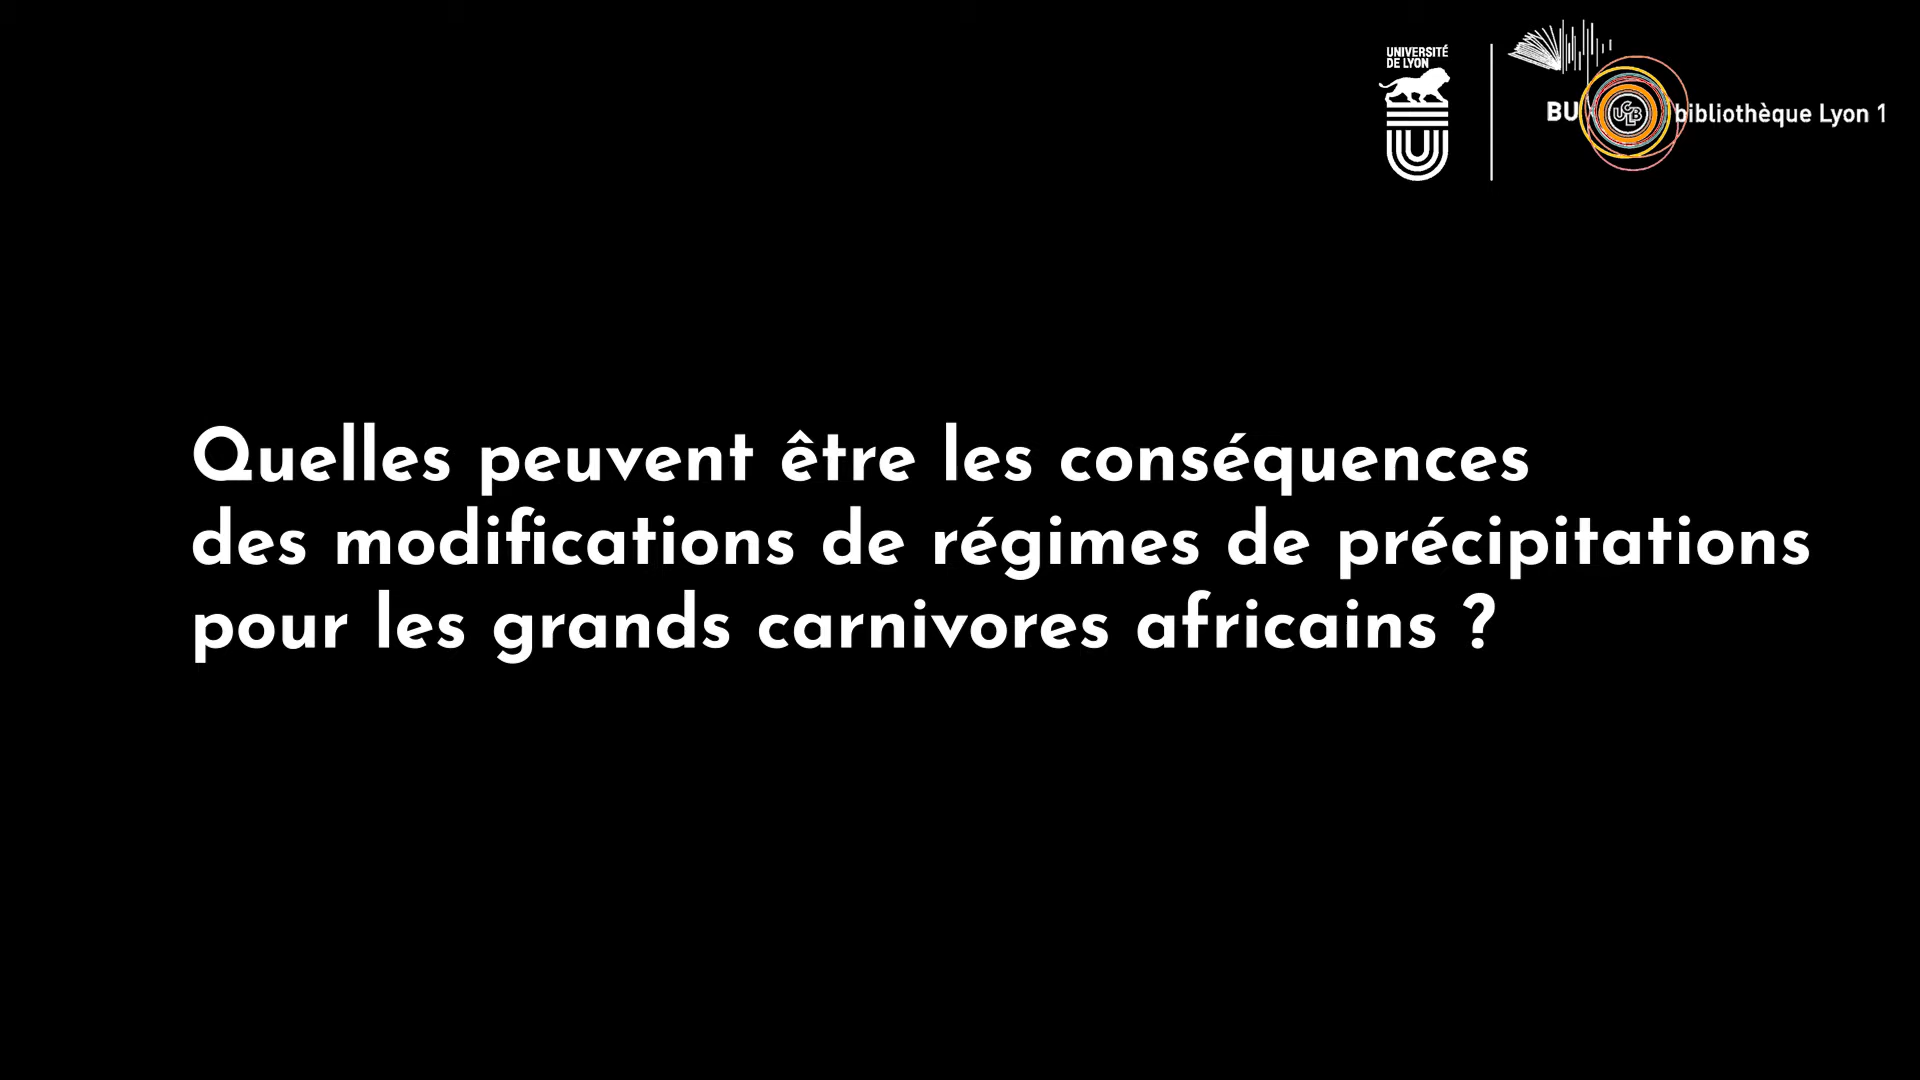 UNIVERSITÉ
DE LYON
BU bibliothèque Lyon 1
UCBL
Quelles peuvent être les conséquences
des modifications de régimes de précipitations
pour les grands carnivores africains ?